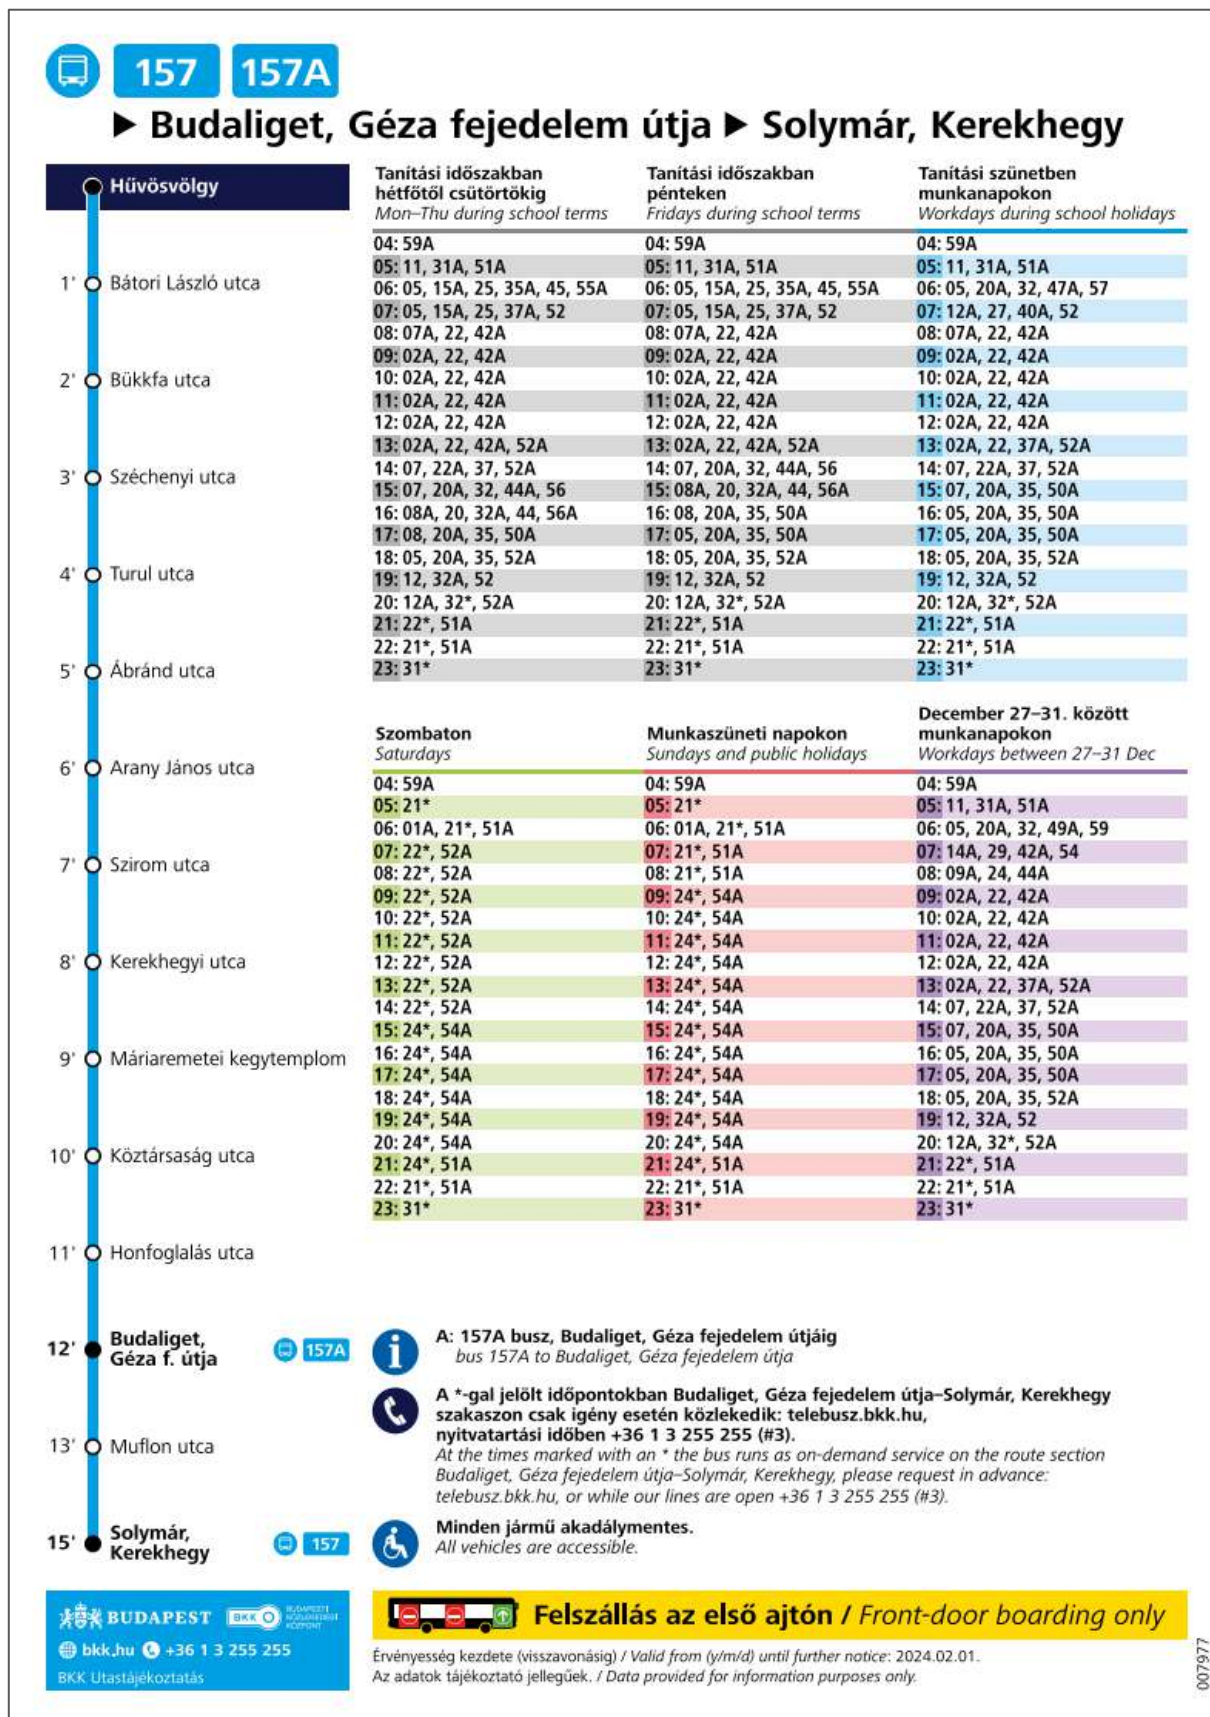 157 157A
▶ Budaliget, Géza fejedelem útja ▶ Solymár, Kerekhegy
Hűvösvölgy
1' Bátori László utca
2' Bükkfa utca
3' Széchenyi utca
4' Turul utca
5' Ábránd utca
6' Arany János utca
7' Szirom utca
8' Kerekhegyi utca
9' Máriaremetei kegytemplom
10' Köztársaság utca
11' Honfoglalás utca
12' Budaliget,
Géza f. útja 157A
13' Muflon utca
15' Solymár,
Kerekhegy 157
Tanítási időszakban
hétfőtől csütörtökig
Mon–Thu during school terms
04: 59A
05: 11, 31A, 51A
06: 05, 15A, 25, 35A, 45, 55A
07: 05, 15A, 25, 37A, 52
08: 07A, 22, 42A
09: 02A, 22, 42A
10: 02A, 22, 42A
11: 02A, 22, 42A
12: 02A, 22, 42A
13: 02A, 22, 42A, 52A
14: 07, 22A, 37, 52A
15: 07, 20A, 32, 44A, 56
16: 08A, 20, 32A, 44, 56A
17: 08, 20A, 35, 50A
18: 05, 20A, 35, 52A
19: 12, 32A, 52
20: 12A, 32*, 52A
21: 22*, 51A
22: 21*, 51A
23: 31*
Tanítási időszakban
pénteken
Fridays during school terms
04: 59A
05: 11, 31A, 51A
06: 05, 15A, 25, 35A, 45, 55A
07: 05, 15A, 25, 37A, 52
08: 07A, 22, 42A
09: 02A, 22, 42A
10: 02A, 22, 42A
11: 02A, 22, 42A
12: 02A, 22, 42A
13: 02A, 22, 42A, 52A
14: 07, 20A, 32, 44A, 56
15: 08A, 20, 32A, 44, 56A
16: 08, 20A, 35, 50A
17: 05, 20A, 35, 50A
18: 05, 20A, 35, 52A
19: 12, 32A, 52
20: 12A, 32*, 52A
21: 22*, 51A
22: 21*, 51A
23: 31*
Tanítási szünetben
munkanapokon
Workdays during school holidays
04: 59A
05: 11, 31A, 51A
06: 05, 20A, 32, 47A, 57
07: 12A, 27, 40A, 52
08: 07A, 22, 42A
09: 02A, 22, 42A
10: 02A, 22, 42A
11: 02A, 22, 42A
12: 02A, 22, 42A
13: 02A, 22, 37A, 52A
14: 07, 22A, 37, 52A
15: 07, 20A, 35, 50A
16: 05, 20A, 35, 50A
17: 05, 20A, 35, 50A
18: 05, 20A, 35, 52A
19: 12, 32A, 52
20: 12A, 32*, 52A
21: 22*, 51A
22: 21*, 51A
23: 31*
Szombaton
Saturdays
04: 59A
05: 21*
06: 01A, 21*, 51A
07: 22*, 52A
08: 22*, 52A
09: 22*, 52A
10: 22*, 52A
11: 22*, 52A
12: 22*, 52A
13: 22*, 52A
14: 22*, 52A
15: 24*, 54A
16: 24*, 54A
17: 24*, 54A
18: 24*, 54A
19: 24*, 54A
20: 24*, 54A
21: 24*, 51A
22: 21*, 51A
23: 31*
Munkaszüneti napokon
Sundays and public holidays
04: 59A
05: 21*
06: 01A, 21*, 51A
07: 21*, 51A
08: 21*, 51A
09: 24*, 54A
10: 24*, 54A
11: 24*, 54A
12: 24*, 54A
13: 24*, 54A
14: 24*, 54A
15: 24*, 54A
16: 24*, 54A
17: 24*, 54A
18: 24*, 54A
19: 24*, 54A
20: 24*, 54A
21: 24*, 51A
22: 21*, 51A
23: 31*
December 27–31. között
munkanapokon
Workdays between 27–31 Dec
04: 59A
05: 11, 31A, 51A
06: 05, 20A, 32, 49A, 59
07: 14A, 29, 42A, 54
08: 09A, 24, 44A
09: 02A, 22, 42A
10: 02A, 22, 42A
11: 02A, 22, 42A
12: 02A, 22, 42A
13: 02A, 22, 37A, 52A
14: 07, 22A, 37, 52A
15: 07, 20A, 35, 50A
16: 05, 20A, 35, 50A
17: 05, 20A, 35, 50A
18: 05, 20A, 35, 52A
19: 12, 32A, 52
20: 12A, 32*, 52A
21: 22*, 51A
22: 21*, 51A
23: 31*
A: 157A busz, Budaliget, Géza fejedelem útjáig
bus 157A to Budaliget, Géza fejedelem útja
A *-gal jelölt időpontokban Budaliget, Géza fejedelem útja–Solymár, Kerekhegy
szakaszon csak igény esetén közlekedik: telebusz.bkk.hu,
nyitvatartási időben +36 1 3 255 255 (#3).
At the times marked with an * the bus runs as on-demand service on the route section
Budaliget, Géza fejedelem útja–Solymár, Kerekhegy, please request in advance:
telebusz.bkk.hu, or while our lines are open +36 1 3 255 255 (#3).
Minden jármű akadálymentes.
All vehicles are accessible.
BUDAPEST BKK BUDAPESTI
KÖZLEKEDÉSI
KÖZPONT
bkk.hu +36 1 3 255 255
BKK Utastájékoztatás
Felszállás az első ajtón / Front-door boarding only
Érvényesség kezdete (visszavonásig) / Valid from (y/m/d) until further notice: 2024.02.01.
Az adatok tájékoztató jellegűek. / Data provided for information purposes only.
007977